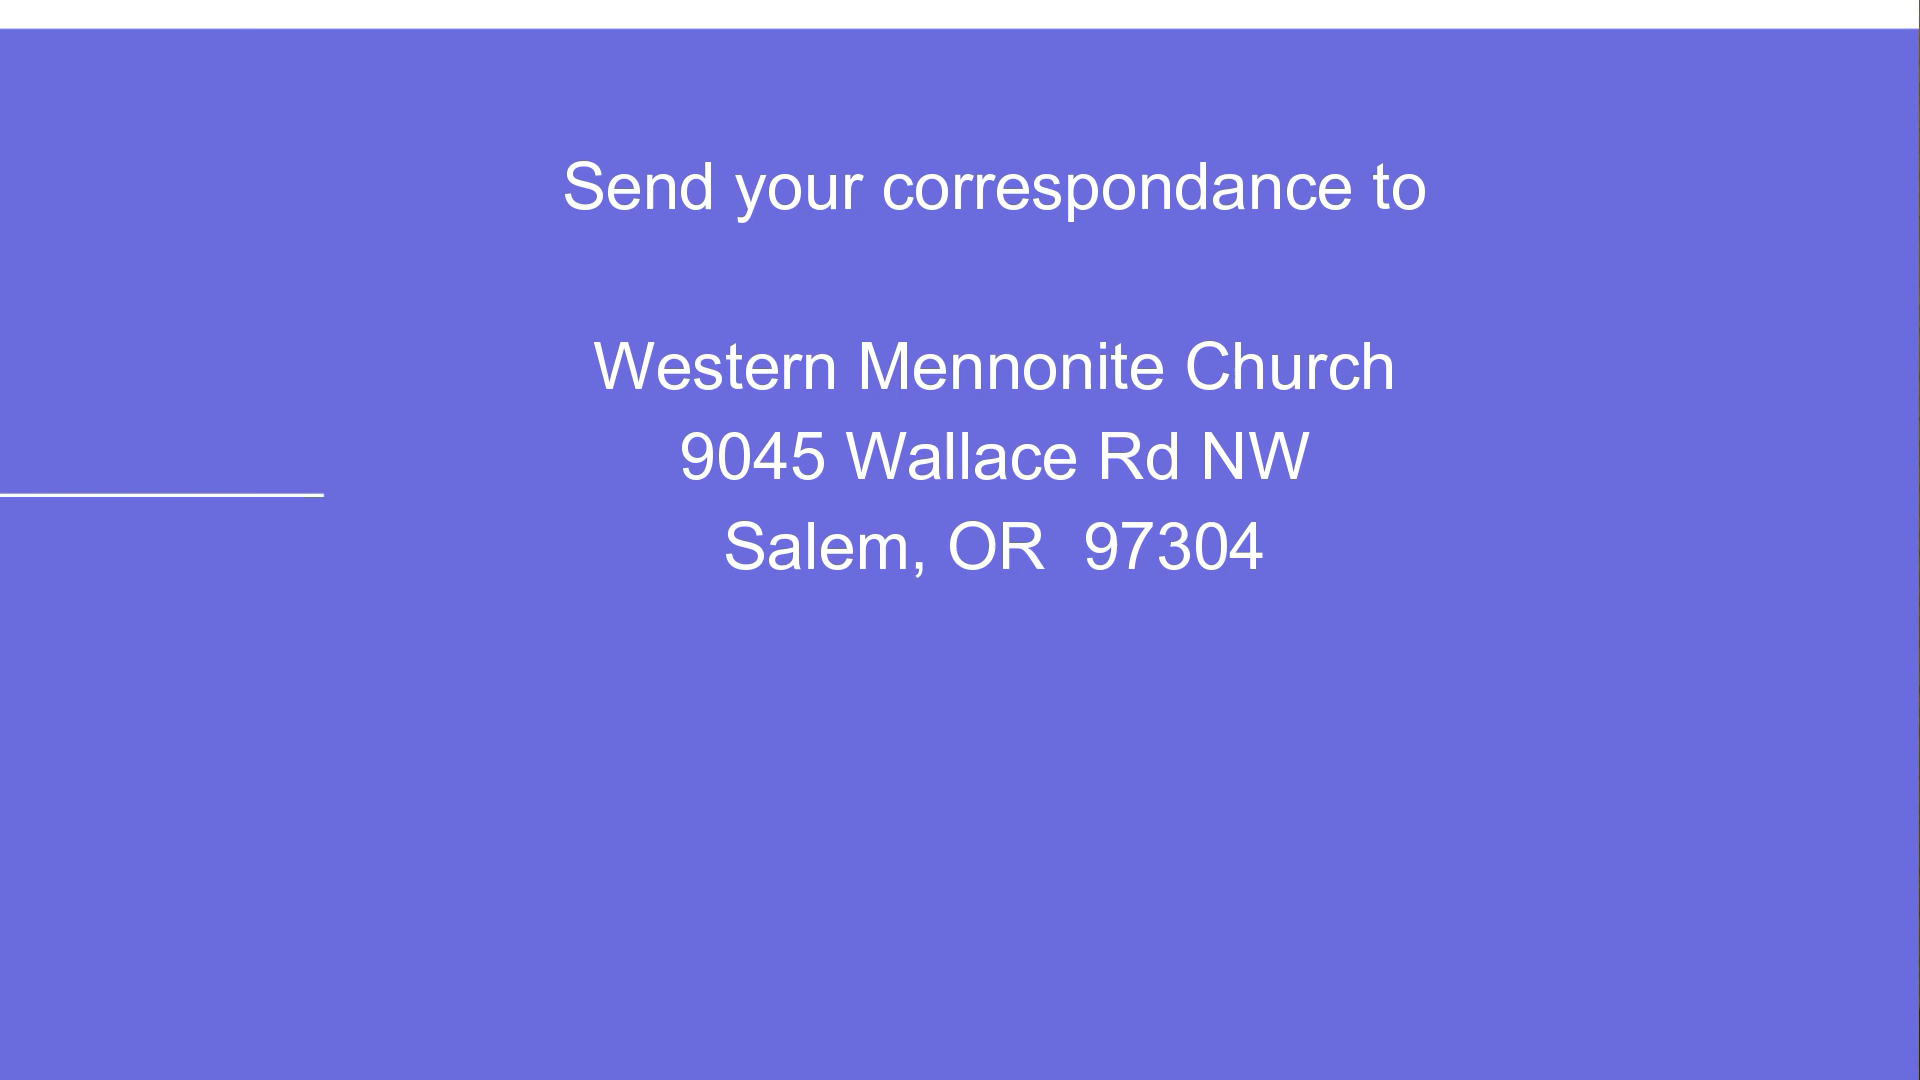 Send your correspondance to
Western Mennonite Church
9045 Wallace Rd NW
Salem, OR  97304